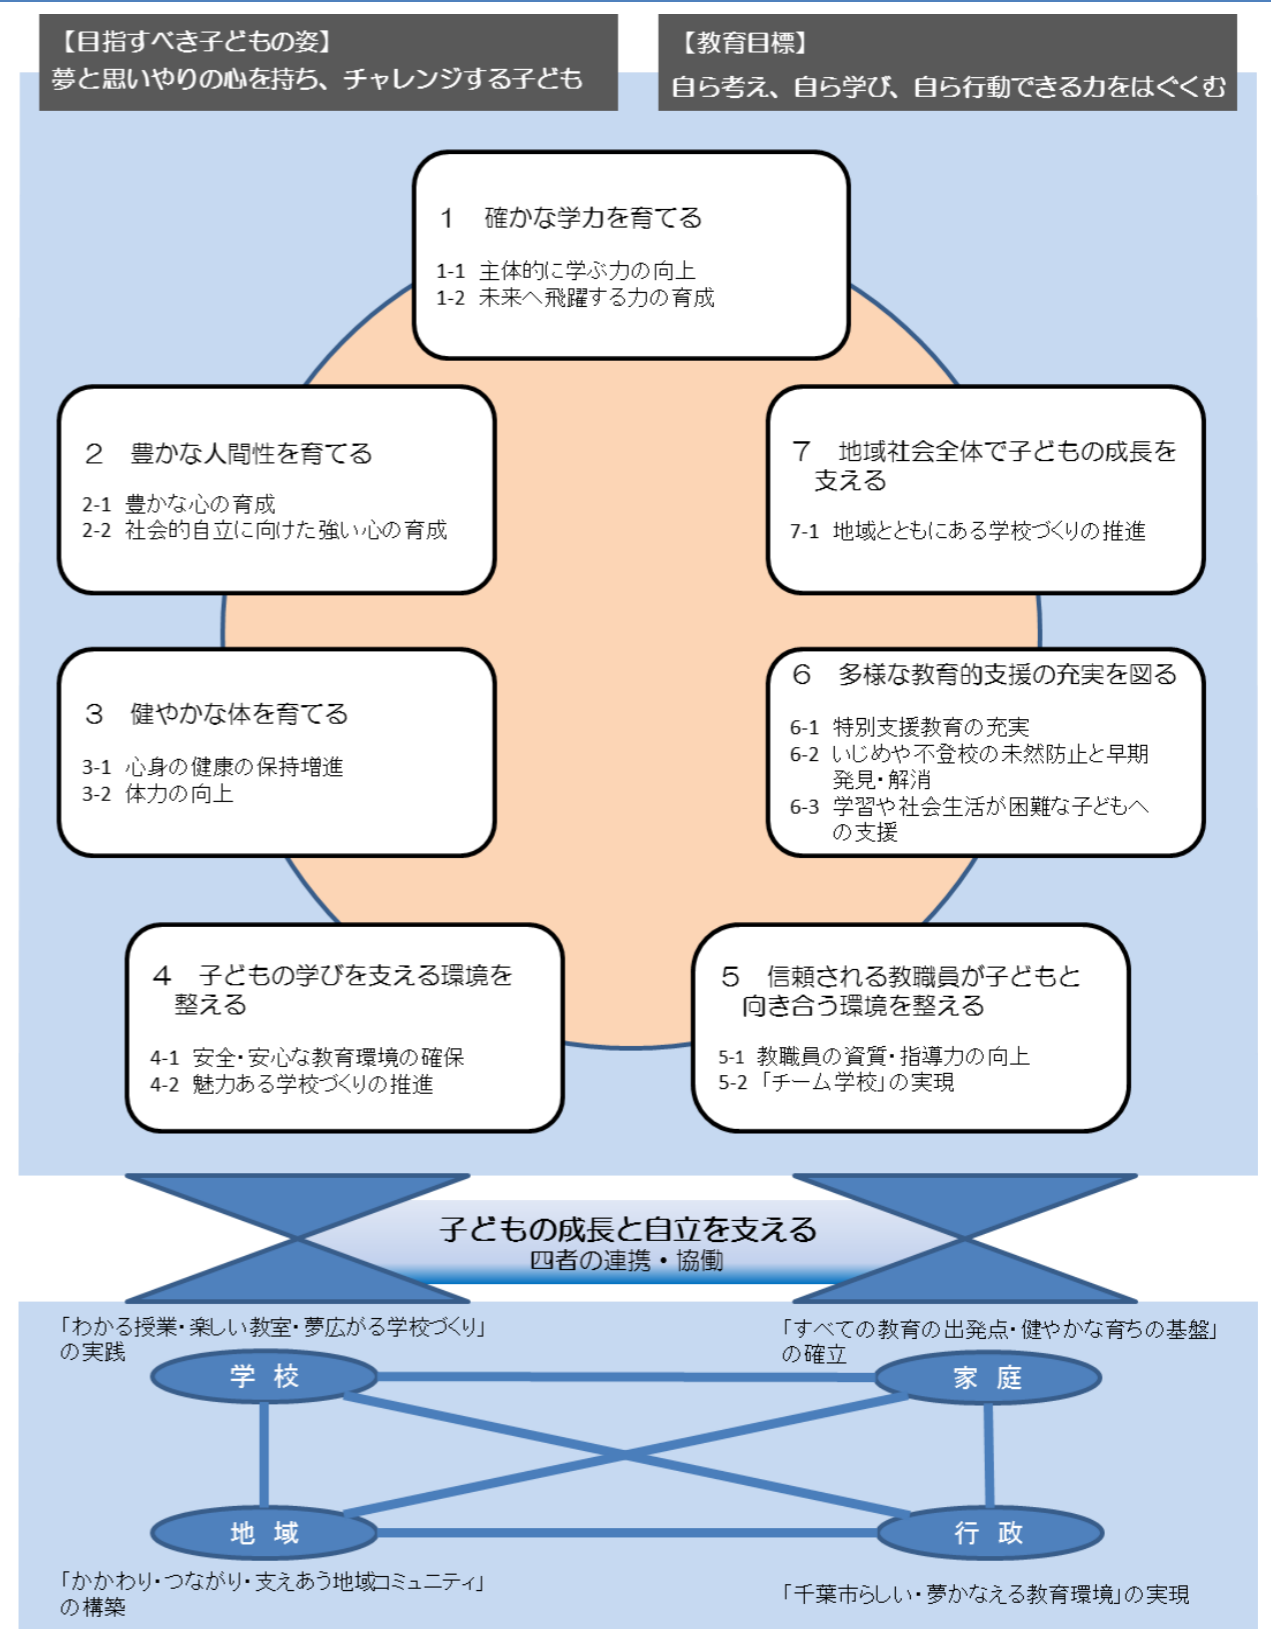 【目指すべき子どもの姿】
夢と思いやりの心を持ち、チャレンジする子ども
【教育目標】
自ら考え、自ら学び、自ら行動できる力をはぐくむ
１　確かな学力を育てる
1-1 主体的に学ぶ力の向上
1-2 未来へ飛躍する力の育成
２　豊かな人間性を育てる
2-1 豊かな心の育成
2-2 社会的自立に向けた強い心の育成
７　地域社会全体で子どもの成長を
支える
7-1 地域とともにある学校づくりの推進
３　健やかな体を育てる
3-1 心身の健康の保持増進
3-2 体力の向上
６　多様な教育的支援の充実を図る
6-1 特別支援教育の充実
6-2 いじめや不登校の未然防止と早期
発見・解消
6-3 学習や社会生活が困難な子どもへ
の支援
４　子どもの学びを支える環境を
整える
4-1 安全・安心な教育環境の確保
4-2 魅力ある学校づくりの推進
５　信頼される教職員が子どもと
向き合う環境を整える
5-1 教職員の資質・指導力の向上
5-2 「チーム学校」の実現
子どもの成長と自立を支える
四者の連携・協働
「わかる授業・楽しい教室・夢広がる学校づくり」
の実践
「すべての教育の出発点・健やかな育ちの基盤」
の確立
学 校
家 庭
地 域
行 政
「かかわり・つながり・支えあう地域コミュニティ」
の構築
「千葉市らしい・夢かなえる教育環境」の実現